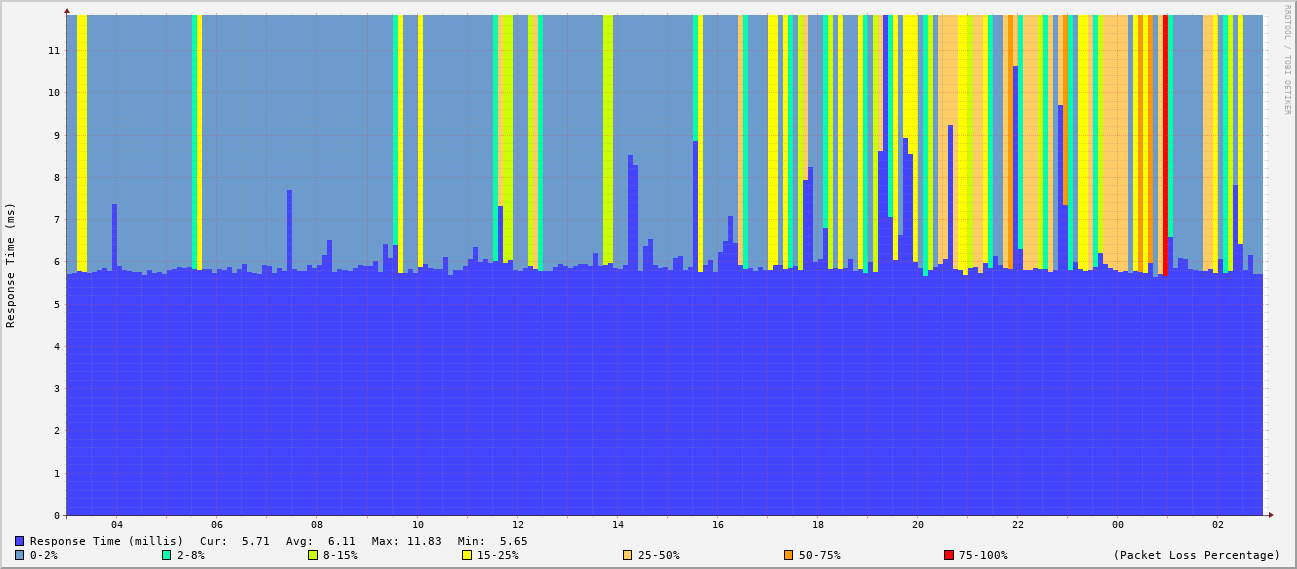 RRDTOOL / TOBI OETIKER
Response Time (ms)
11
10
9
8
7
6
5
4
3
2
1
0
04 06 08 10 12 14 16 18 20 22 00 02
Response Time (millis) Cur: 5.71 Avg: 6.11 Max: 11.83 Min: 5.65
0-2% 2-8% 8-15% 15-25% 25-50% 50-75% 75-100% (Packet Loss Percentage)